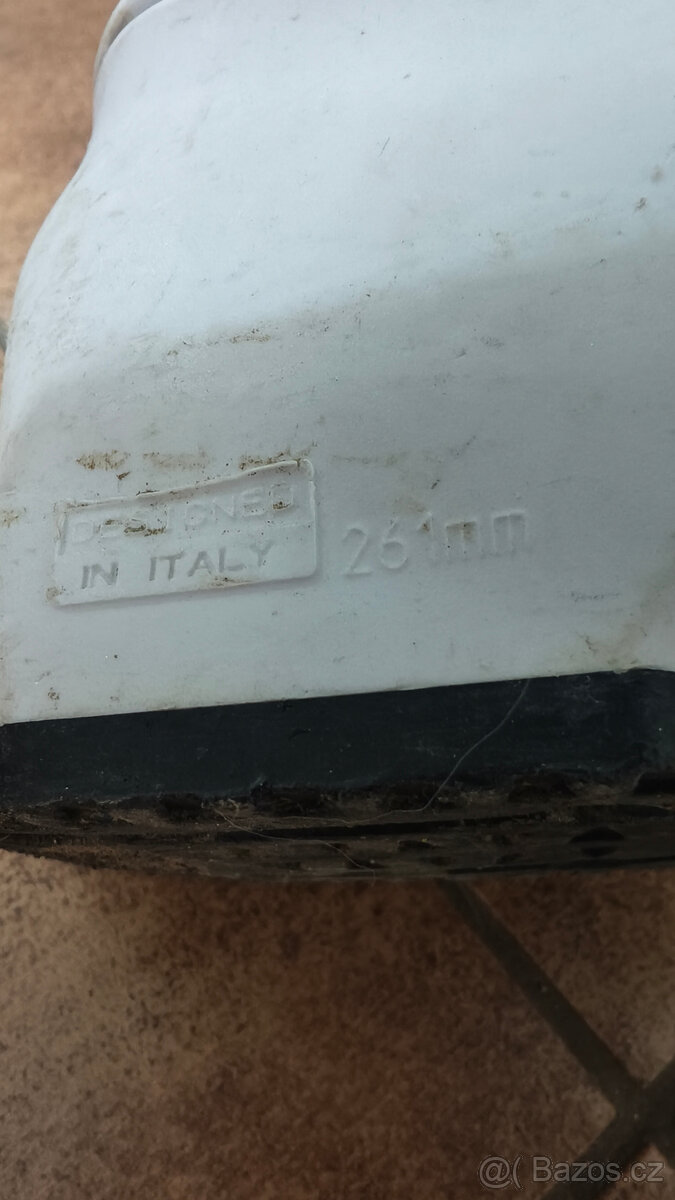 DESIGNED
IN ITALY
261mm
@( Bazos.cz